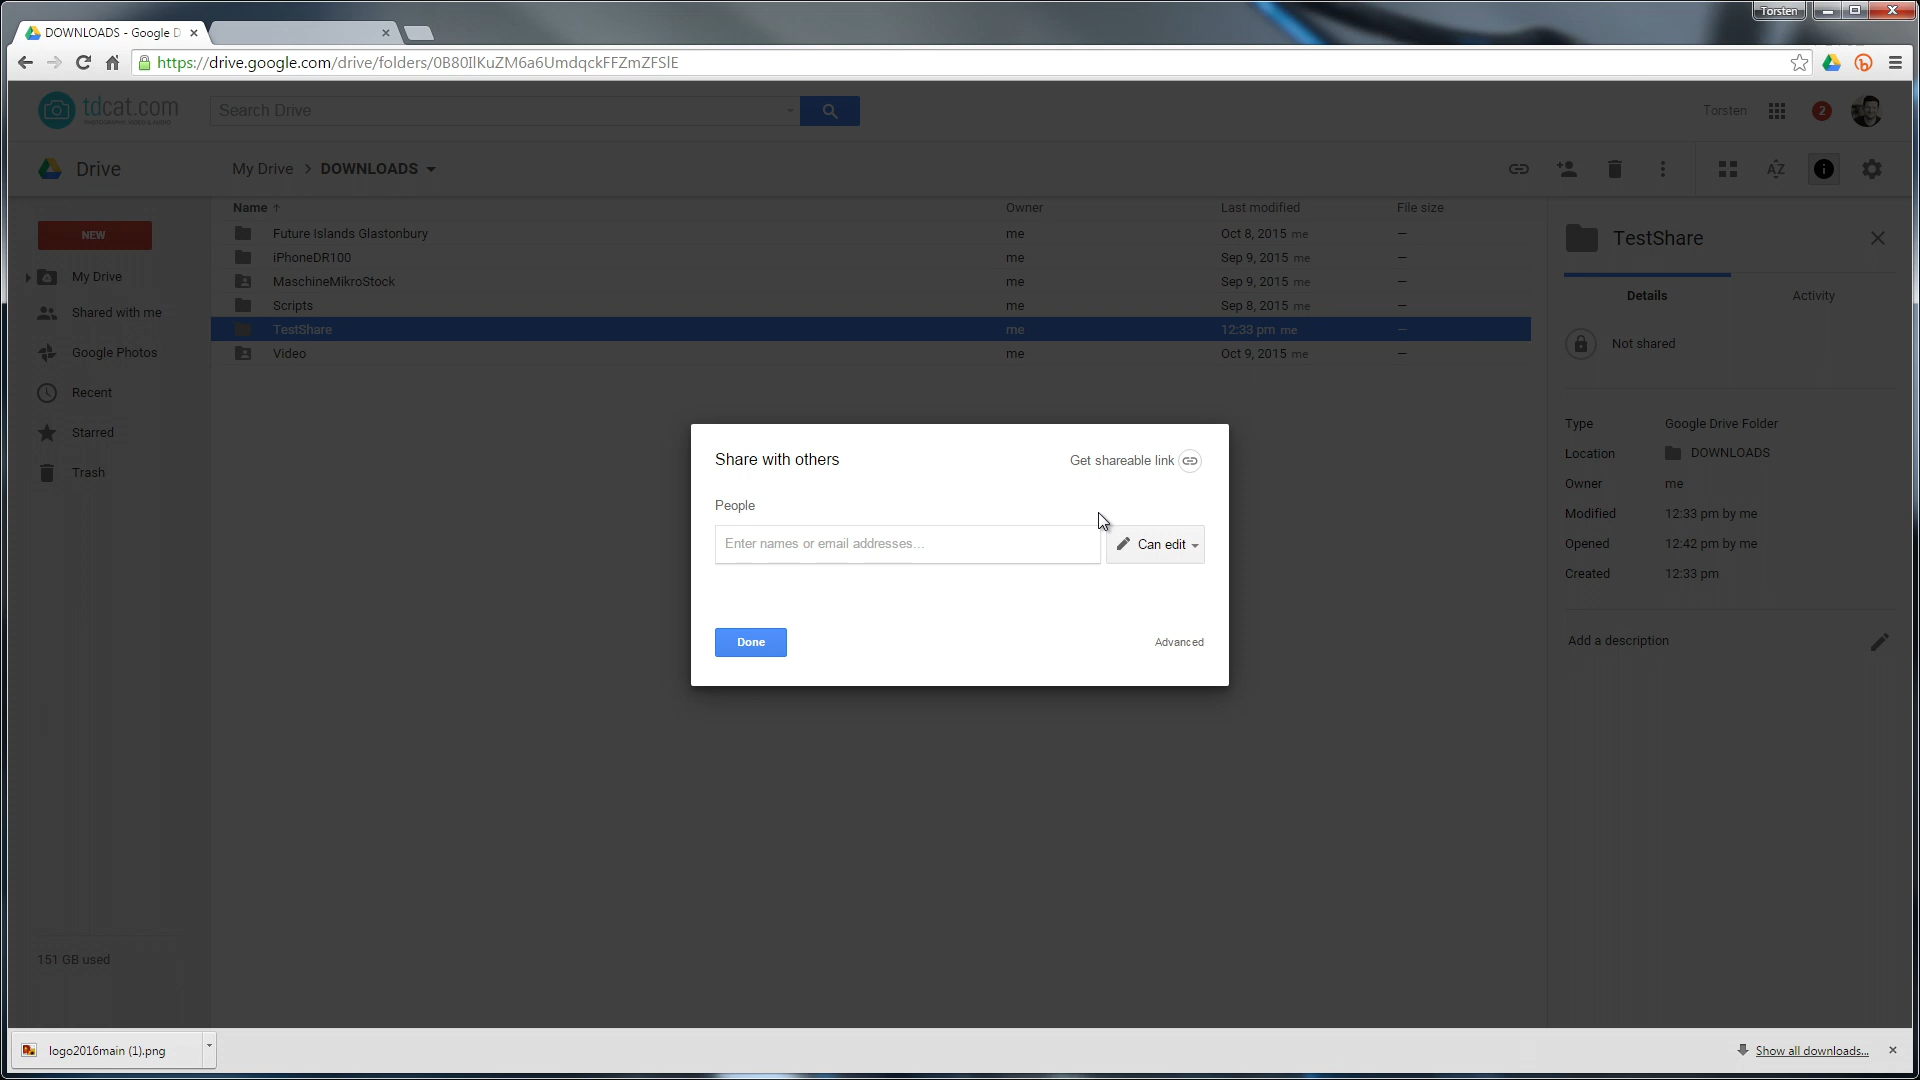 Torsten
DOWNLOADS - Google D
https://drive.google.com/drive/folders/0B80IlKuZM6a6UmdqckFFZmZFSlE
tdcat.com
Search Drive
Torsten
2
Drive
My Drive > DOWNLOADS
AZ
NEW
My Drive
Shared with me
Google Photos
Recent
Starred
Trash
151 GB used
Name Owner Last modified File size
Future Islands Glastonbury me Oct 8, 2015 me –
iPhoneDR100 me Sep 9, 2015 me –
MaschineMikroStock me Sep 9, 2015 me –
Scripts me Sep 8, 2015 me –
TestShare me 12:33 pm me –
Video me Oct 9, 2015 me –
Share with others
Get shareable link
People
Enter names or email addresses...
Can edit
Done
Advanced
TestShare
Details Activity
Not shared
Type Google Drive Folder
Location DOWNLOADS
Owner me
Modified 12:33 pm by me
Opened 12:42 pm by me
Created 12:33 pm
Add a description
logo2016main (1).png
Show all downloads...